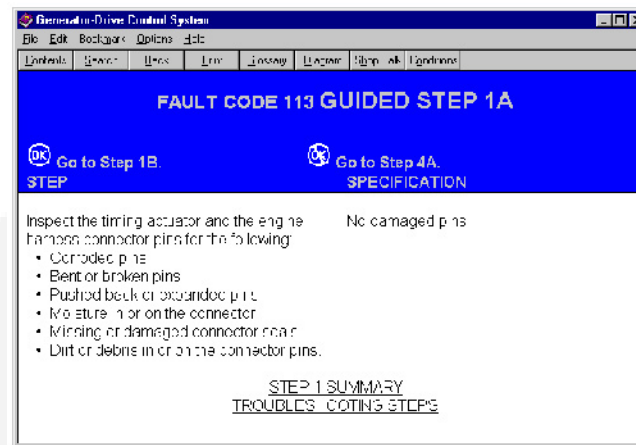 Generator-Drive Control System
File Edit Bookmark Options Help
Contents Search Back Print Glossary Diagram Shop Talk Conditions
FAULT CODE 113 GUIDED STEP 1A
OK Go to Step 1B. OK Go to Step 4A.
STEP SPECIFICATION
Inspect the timing actuator and the engine No damaged pins
harness connector pins for the following:
• Corroded pins
• Bent or broken pins
• Pushed back or expanded pins
• Moisture in or on the connector
• Missing or damaged connector seals
• Dirt or debris in or on the connector pins.
STEP 1 SUMMARY
TROUBLESHOOTING STEPS